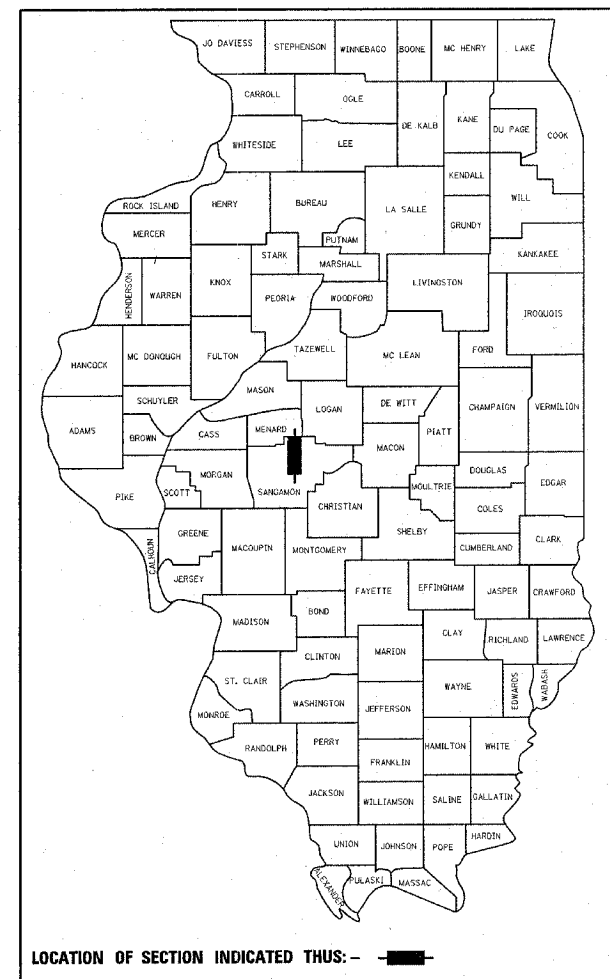 JO DAVIESS
STEPHENSON
WINNEBAGO
BOONE
MC HENRY
LAKE
CARROLL
OGLE
DE KALB
KANE
DU PAGE
COOK
WHITESIDE
LEE
KENDALL
WILL
ROCK ISLAND
HENRY
BUREAU
LA SALLE
GRUNDY
MERCER
PUTNAM
STARK
MARSHALL
KANKAKEE
HENDERSON
WARREN
KNOX
PEORIA
WOODFORD
LIVINGSTON
IROQUOIS
HANCOCK
MC DONOUGH
FULTON
TAZEWELL
MC LEAN
FORD
MASON
SCHUYLER
LOGAN
DE WITT
CHAMPAIGN
VERMILION
ADAMS
BROWN
CASS
MENARD
MACON
PIATT
MORGAN
SANGAMON
DOUGLAS
EDGAR
PIKE
SCOTT
CHRISTIAN
MOULTRIE
COLES
GREENE
MACOUPIN
MONTGOMERY
SHELBY
CUMBERLAND
CLARK
CALHOUN
JERSEY
FAYETTE
EFFINGHAM
JASPER
CRAWFORD
MADISON
BOND
CLAY
RICHLAND
LAWRENCE
CLINTON
MARION
ST. CLAIR
WAYNE
EDWARDS
WABASH
WASHINGTON
JEFFERSON
MONROE
RANDOLPH
PERRY
HAMILTON
WHITE
FRANKLIN
JACKSON
WILLIAMSON
SALINE
GALLATIN
UNION
JOHNSON
POPE
HARDIN
ALEXANDER
PULASKI
MASSAC
LOCATION OF SECTION INDICATED THUS: -